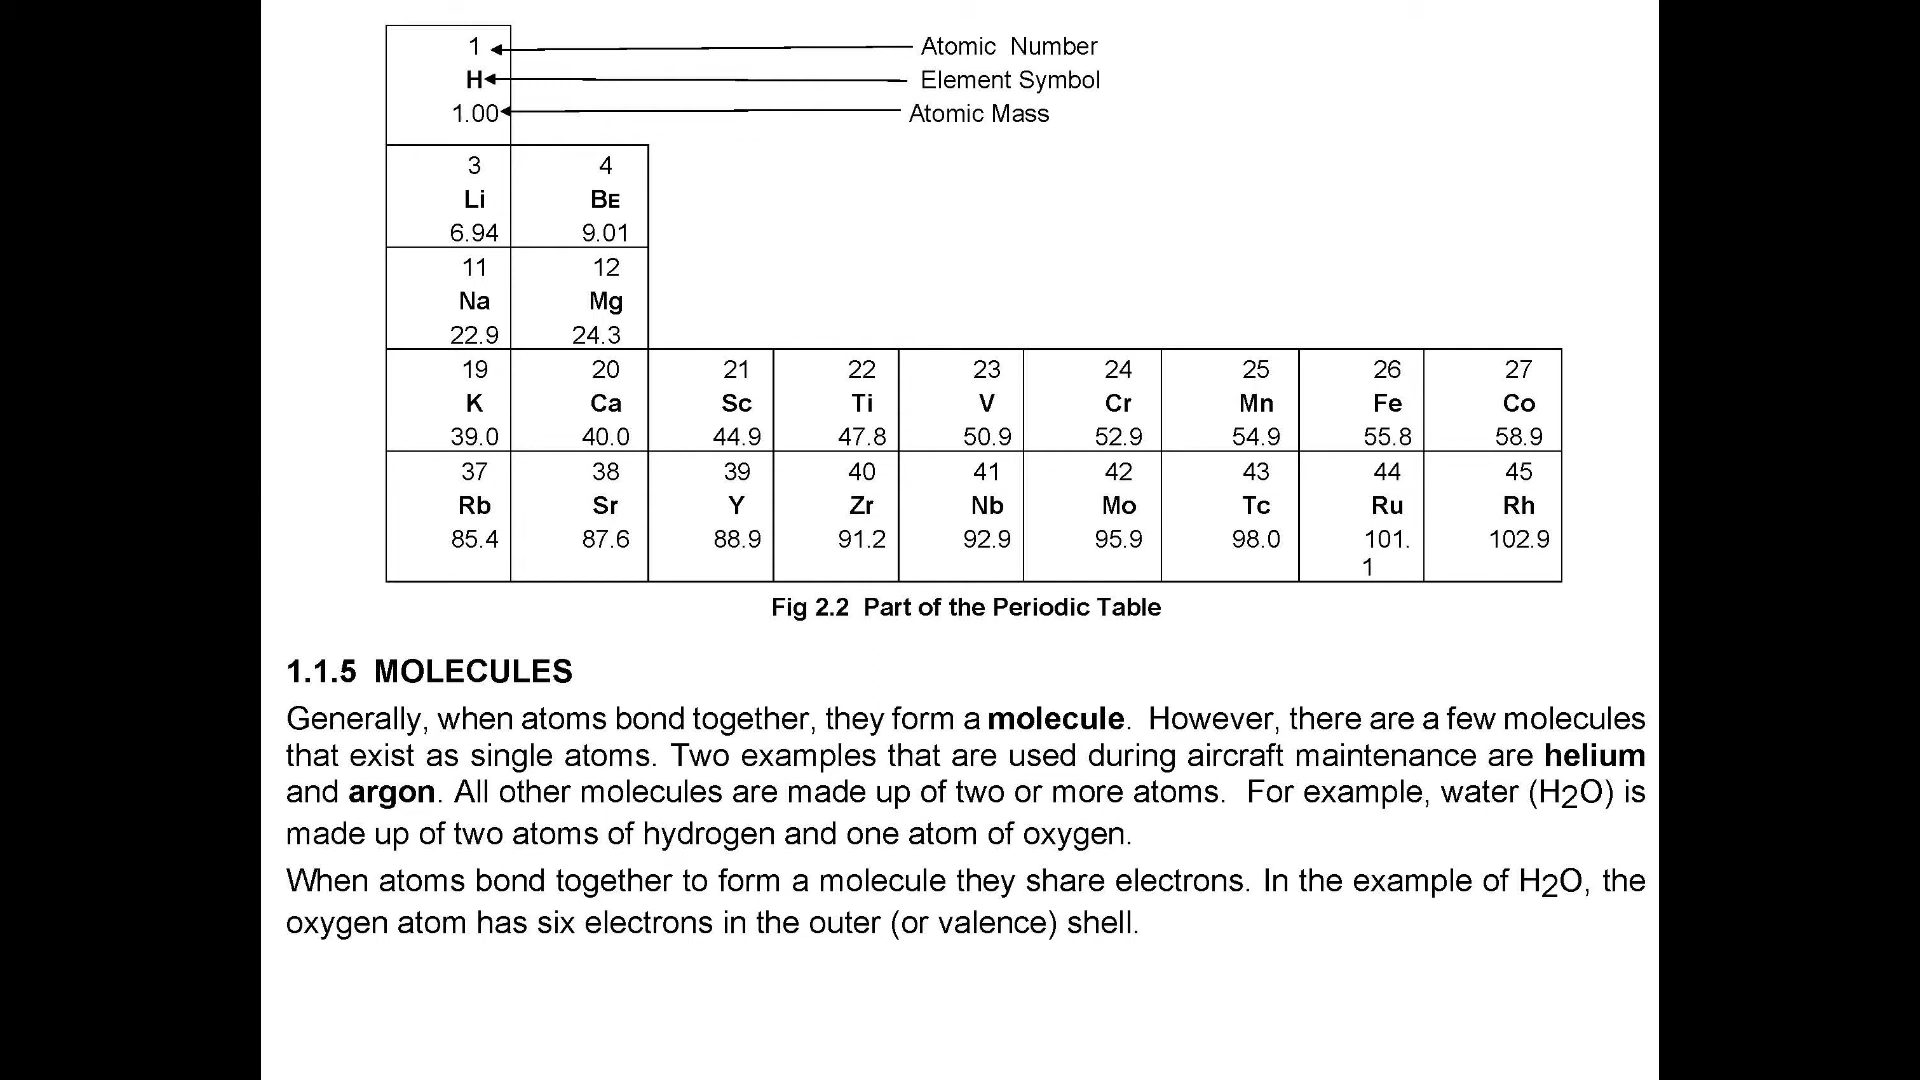 1 Atomic Number
H Element Symbol
1.00 Atomic Mass
3 4
Li BE
6.94 9.01
11 12
Na Mg
22.9 24.3
19 20 21 22 23 24 25 26 27
K Ca Sc Ti V Cr Mn Fe Co
39.0 40.0 44.9 47.8 50.9 52.9 54.9 55.8 58.9
37 38 39 40 41 42 43 44 45
Rb Sr Y Zr Nb Mo Tc Ru Rh
85.4 87.6 88.9 91.2 92.9 95.9 98.0 101. 102.9
1
Fig 2.2 Part of the Periodic Table
1.1.5 MOLECULES
Generally, when atoms bond together, they form a molecule. However, there are a few molecules
that exist as single atoms. Two examples that are used during aircraft maintenance are helium
and argon. All other molecules are made up of two or more atoms. For example, water (H2O) is
made up of two atoms of hydrogen and one atom of oxygen.
When atoms bond together to form a molecule they share electrons. In the example of H2O, the
oxygen atom has six electrons in the outer (or valence) shell.